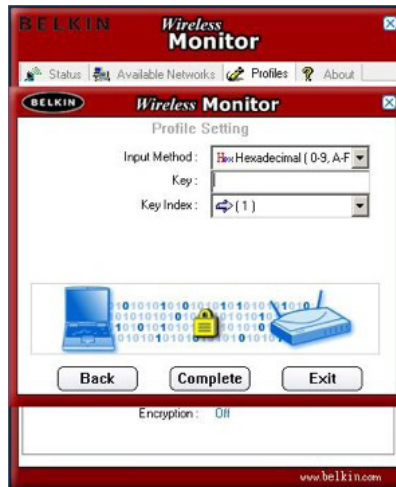 BELKIN Wireless Monitor
Status Available Networks Profiles About
BELKIN Wireless Monitor
Profile Setting
Input Method : Hex Hexadecimal ( 0-9, A-F
Key :
Key Index : ( 1 )
Back Complete Exit
Encryption : Off
www.belkin.com